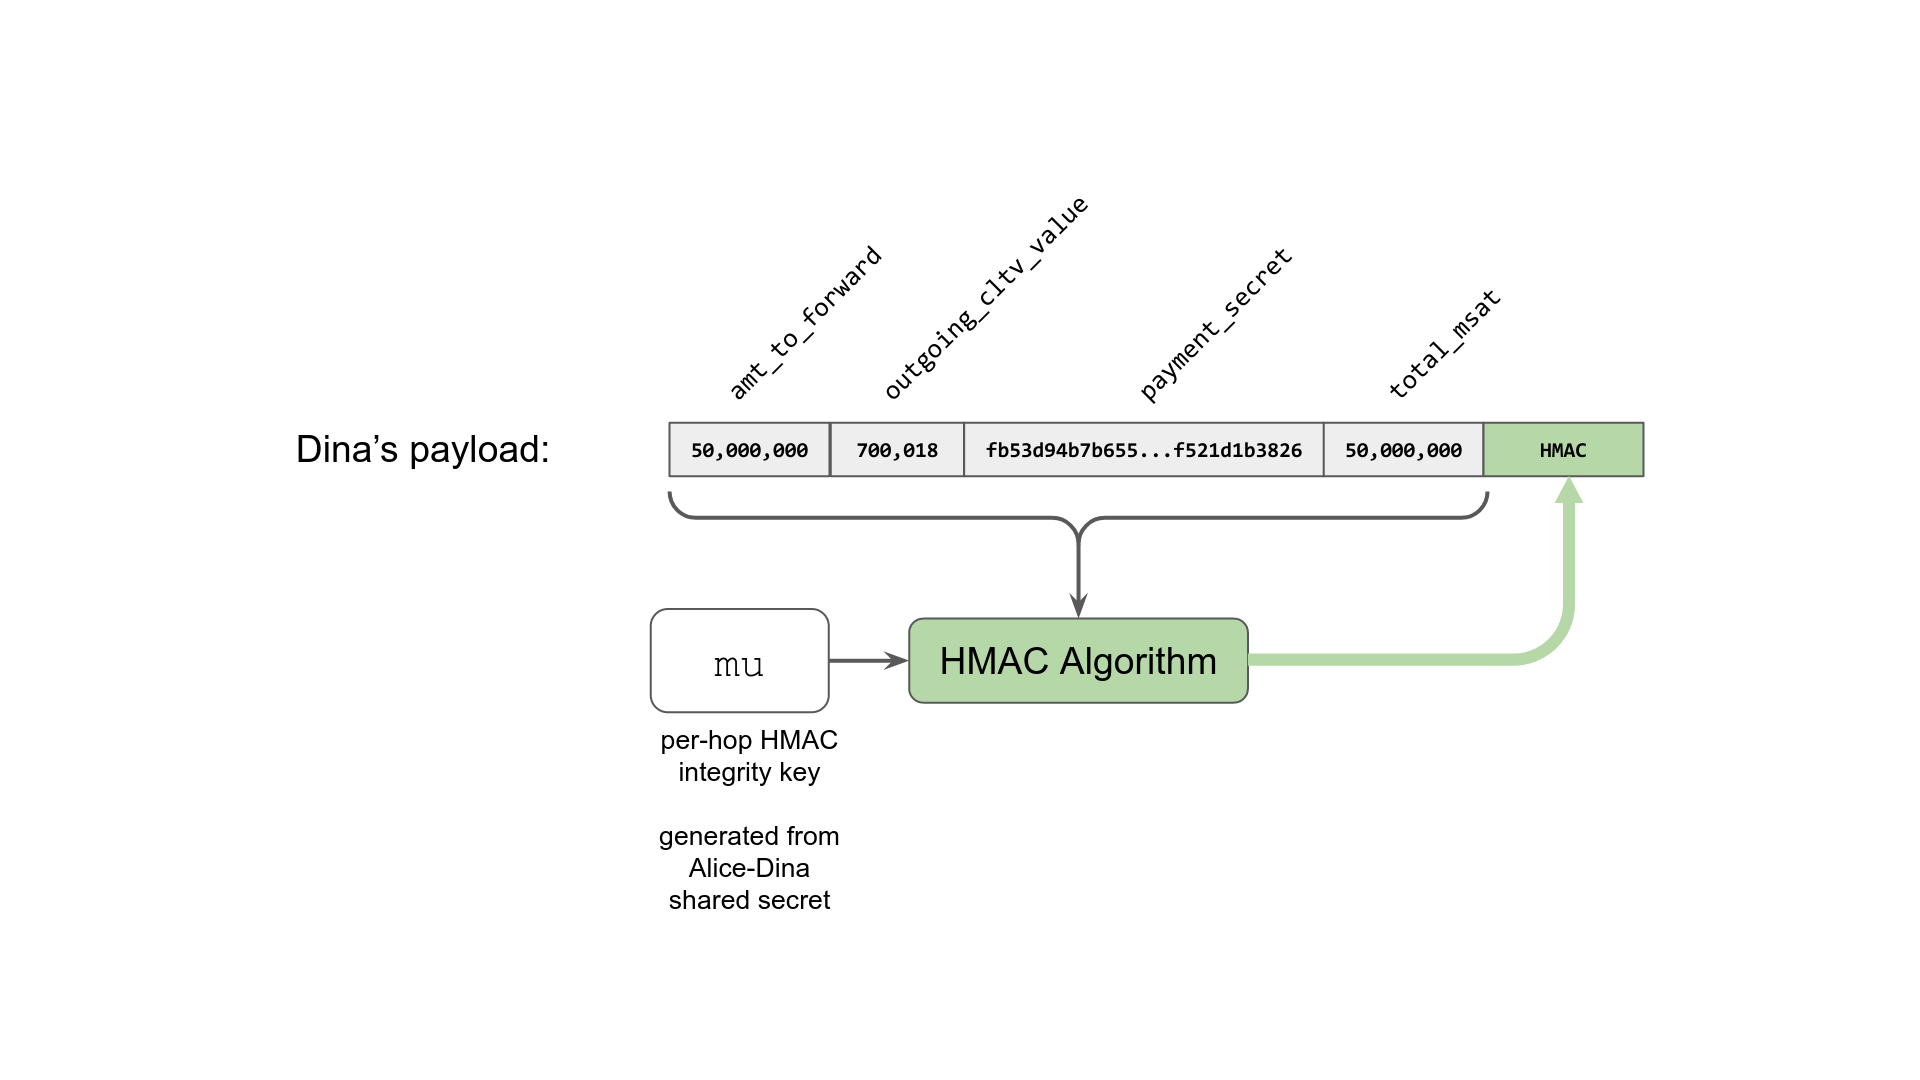 amt_to_forward
outgoing_cltv_value
payment_secret
total_msat
Dina’s payload:
50,000,000
700,018
fb53d94b7b655...f521d1b3826
50,000,000
HMAC
mu
HMAC Algorithm
per-hop HMAC
integrity key
generated from
Alice-Dina
shared secret